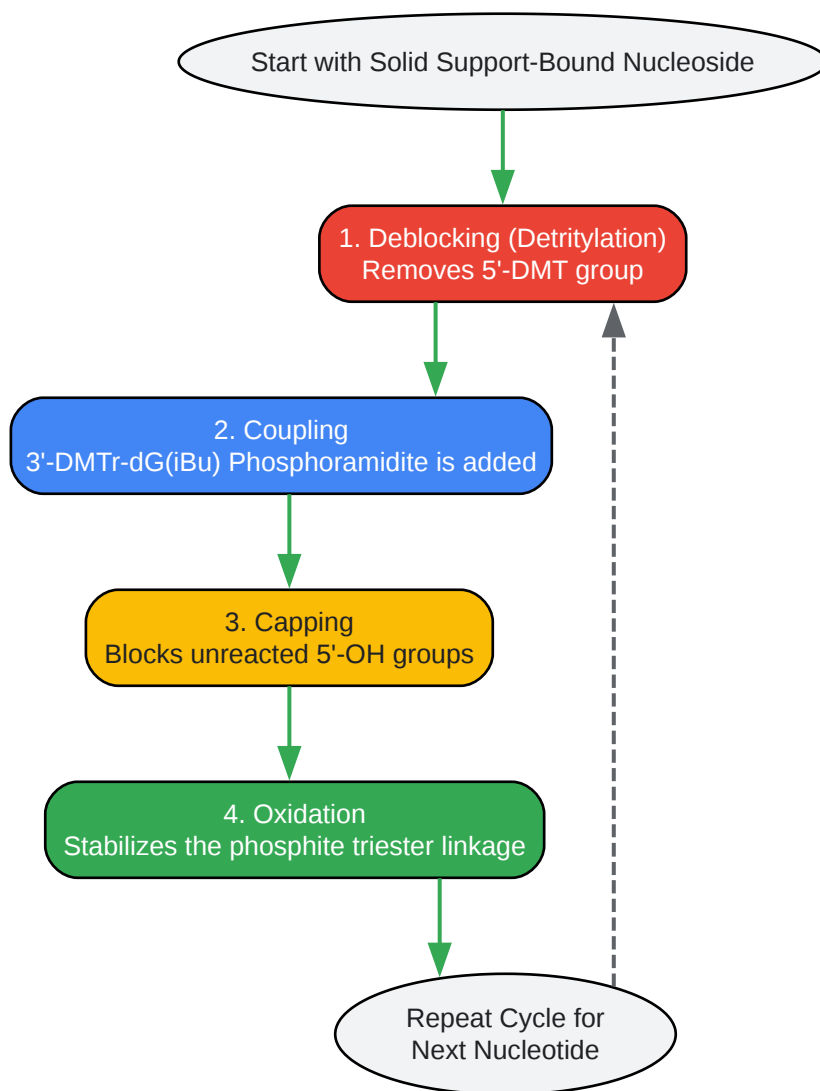 Start with Solid Support-Bound Nucleoside
1. Deblocking (Detritylation)
Removes 5'-DMT group
2. Coupling
3'-DMTr-dG(iBu) Phosphoramidite is added
3. Capping
Blocks unreacted 5'-OH groups
4. Oxidation
Stabilizes the phosphite triester linkage
Repeat Cycle for
Next Nucleotide